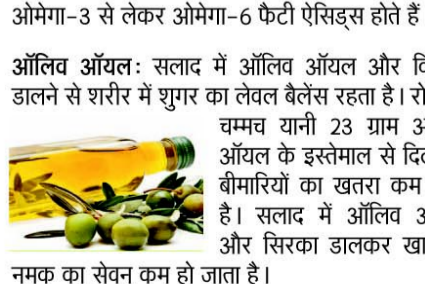 ओमेगा-3 से लेकर ओमेगा-6 फैटी ऐसिड्स होते हैं
ऑलिव ऑयल: सलाद में ऑलिव ऑयल और
डालने से शरीर में शुगर का लेवल बैलेंस रहता है।
चम्मच यानी 23 ग्राम
ऑयल के इस्तेमाल से
बीमारियों का खतरा कम
है। सलाद में ऑलिव
और सिरका डालकर
नमक का सेवन कम हो जाता है।